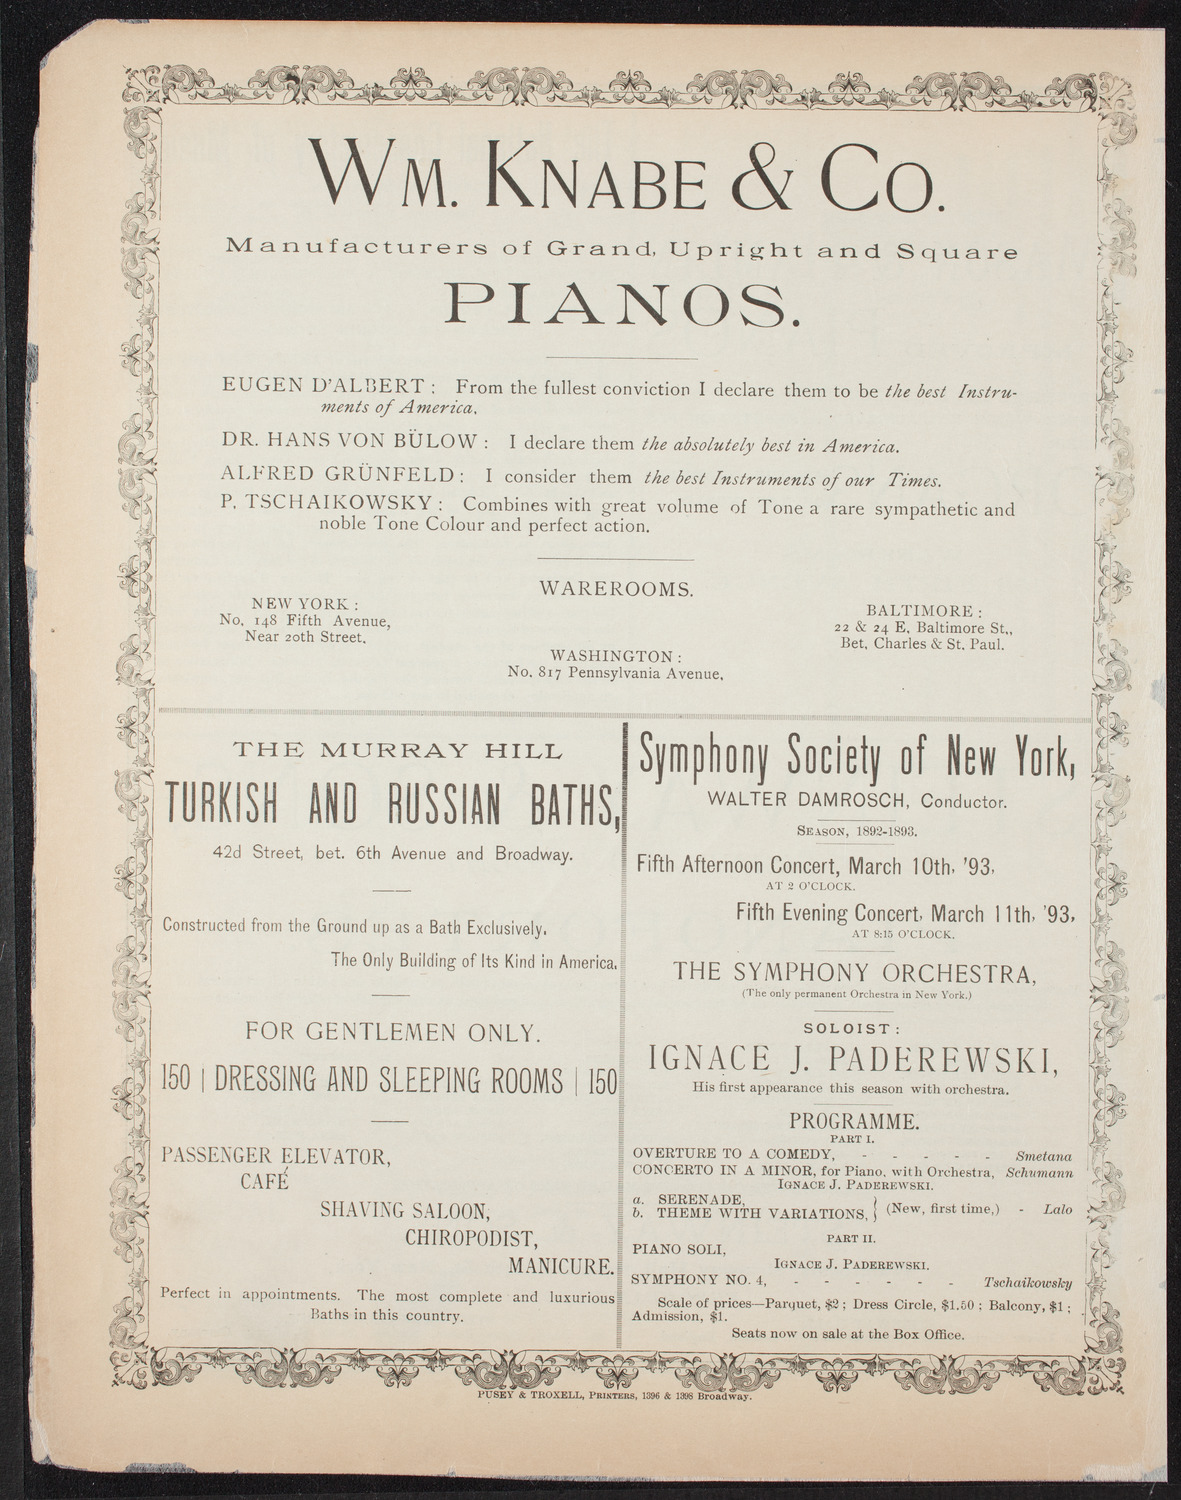 WM. KNABE & CO.
Manufacturers of Grand, Upright and Square
PIANOS.
EUGEN D'ALBERT : From the fullest conviction I declare them to be the best Instru-
ments of America.
DR. HANS VON BÜLOW : I declare them the absolutely best in America.
ALFRED GRÜNFELD : I consider them the best Instruments of our Times.
P. TSCHAIKOWSKY : Combines with great volume of Tone a rare sympathetic and
noble Tone Colour and perfect action.
WAREROOMS.
NEW YORK :
No. 148 Fifth Avenue,
Near 20th Street.
WASHINGTON :
No. 817 Pennsylvania Avenue,
BALTIMORE :
22 & 24 E. Baltimore St.,
Bet. Charles & St. Paul.
THE MURRAY HILL
TURKISH AND RUSSIAN BATHS,
42d Street, bet. 6th Avenue and Broadway.
Constructed from the Ground up as a Bath Exclusively.
The Only Building of Its Kind in America.
FOR GENTLEMEN ONLY.
150 | DRESSING AND SLEEPING ROOMS | 150
PASSENGER ELEVATOR,
CAFÉ
SHAVING SALOON,
CHIROPODIST,
MANICURE.
Perfect in appointments. The most complete and luxurious
Baths in this country.
Symphony Society of New York,
WALTER DAMROSCH, Conductor.
SEASON, 1892-1893.
Fifth Afternoon Concert, March 10th, '93,
AT 2 O'CLOCK.
Fifth Evening Concert, March 11th, '93,
AT 8:15 O'CLOCK.
THE SYMPHONY ORCHESTRA,
(The only permanent Orchestra in New York.)
SOLOIST :
IGNACE J. PADEREWSKI,
His first appearance this season with orchestra.
PROGRAMME.
PART I.
OVERTURE TO A COMEDY, - - - - - Smetana
CONCERTO IN A MINOR, for Piano, with Orchestra, Schumann
IGNACE J. PADEREWSKI.
a. SERENADE,
b. THEME WITH VARIATIONS, } (New, first time,) - Lalo
PART II.
PIANO SOLI,
IGNACE J. PADEREWSKI.
SYMPHONY NO. 4, - - - - - - Tschaikowsky
Scale of prices—Parquet, $2 ; Dress Circle, $1.50 ; Balcony, $1 ;
Admission, $1.
Seats now on sale at the Box Office.
PUSEY & TROXELL, PRINTERS, 1396 & 1398 Broadway.